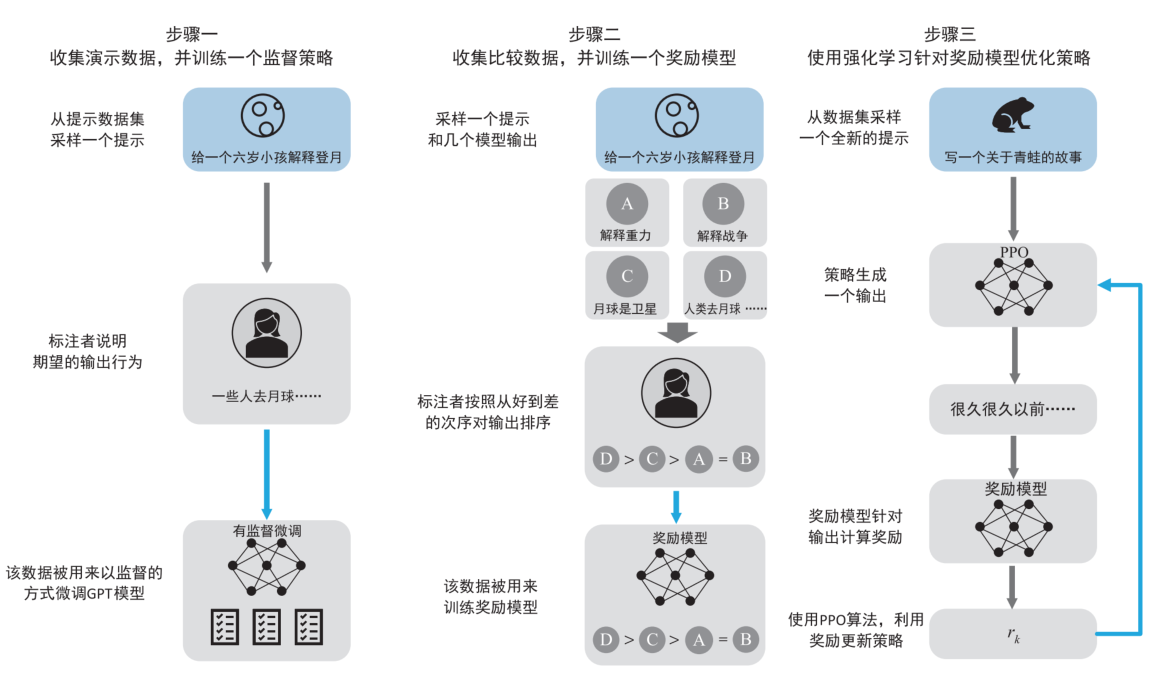 步骤一
收集演示数据，并训练一个监督策略
从提示数据集
采样一个提示
给一个六岁小孩解释登月
标注者说明
期望的输出行为
一些人去月球……
该数据被用来以监督的
方式微调GPT模型
有监督微调
步骤二
收集比较数据，并训练一个奖励模型
采样一个提示
和几个模型输出
给一个六岁小孩解释登月
A
解释重力
B
解释战争
C
月球是卫星
D
人类去月球 ……
标注者按照从好到差
的次序对输出排序
D > C > A = B
该数据被用来
训练奖励模型
奖励模型
D > C > A = B
步骤三
使用强化学习针对奖励模型优化策略
从数据集采样
一个全新的提示
写一个关于青蛙的故事
策略生成
一个输出
PPO
很久很久以前……
奖励模型针对
输出计算奖励
奖励模型
使用PPO算法，利用
奖励更新策略
r_k